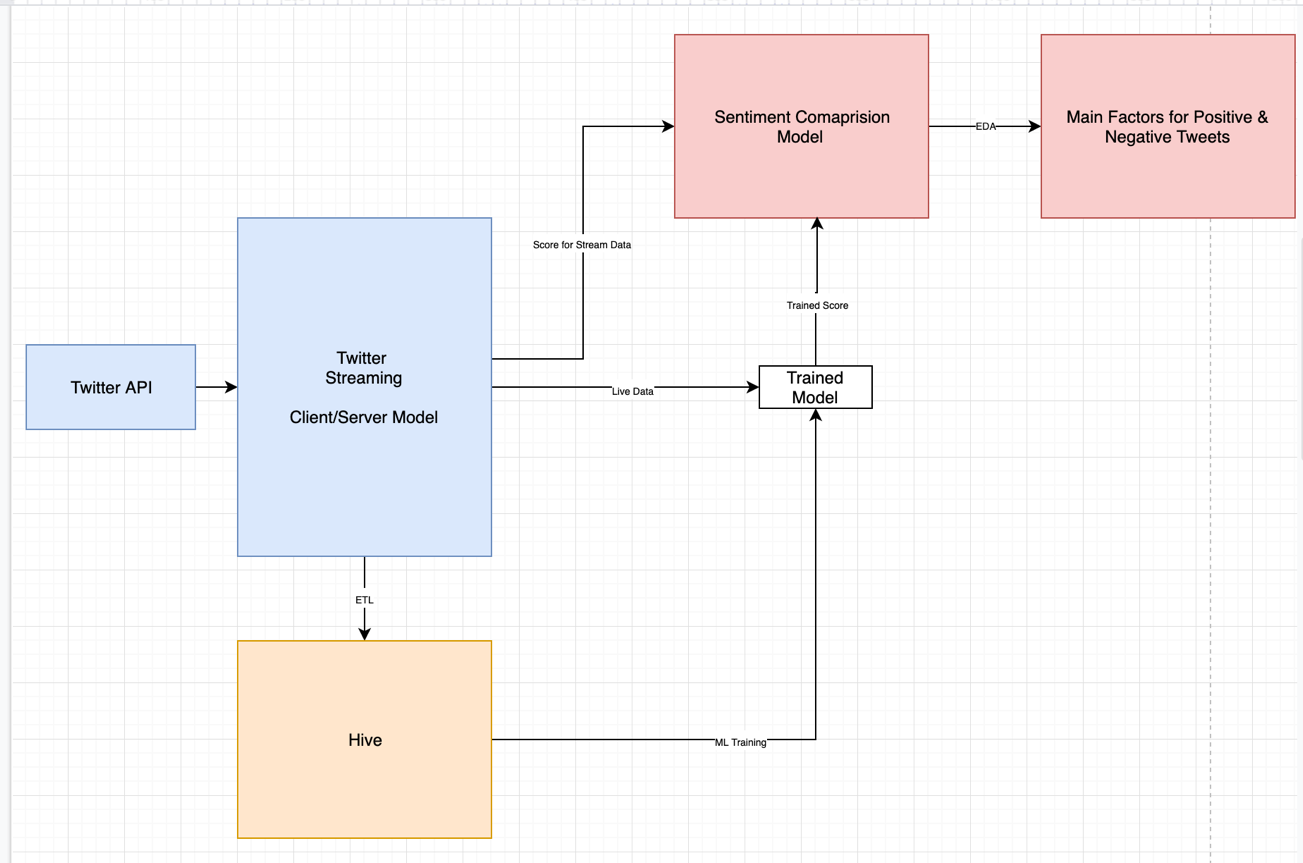 Sentiment Comaprision
Model
EDA
Main Factors for Positive &
Negative Tweets
Score for Stream Data
Trained Score
Twitter API
Twitter
Streaming
Client/Server Model
Live Data
Trained
Model
ETL
Hive
ML Training